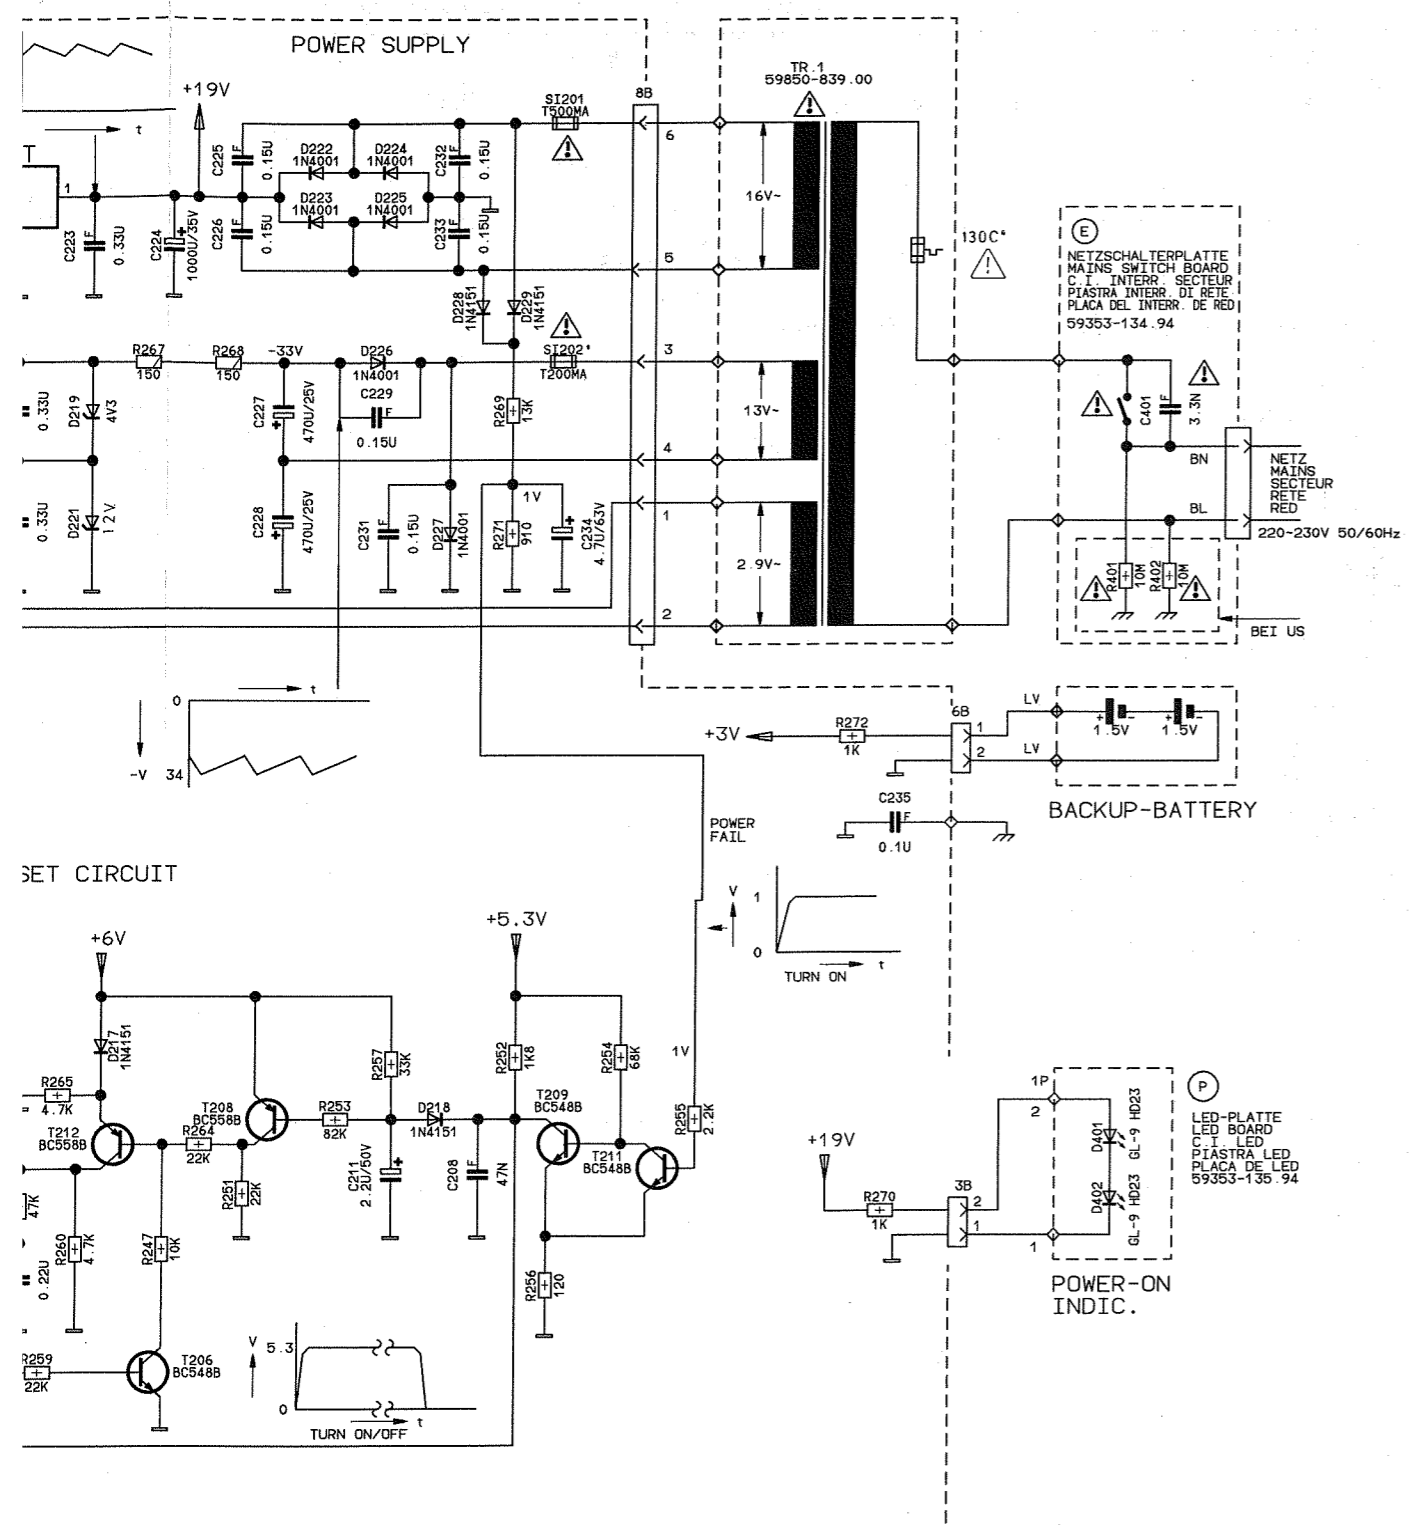 POWER SUPPLY
TR.1
59850-839.00
+19V
SI201
T500MA
8B
t
6
T
1
C225
0.15U
D222
1N4001
D224
1N4001
C232
0.15U
16V~
C223
0.33U
C224
1000U/35V
C226
0.15U
D223
1N4001
D225
1N4001
C233
0.15U
130C°
E
NETZSCHALTERPLATTE
MAINS SWITCH BOARD
C.I. INTERR. SECTEUR
PIASTRA INTERR. DI RETE
PLACA DEL INTERR. DE RED
59353-134.94
5
D228
1N4151
D229
1N4151
R267
150
R268
150
-33V
D226
1N4001
SI202
T200MA
3
C229
0.15U
0.33U
D219
4V3
C227
470U/25V
R269
13K
13V~
C401
3.3N
4
BN
NETZ
MAINS
SECTEUR
RETE
RED
0.33U
D221
12V
C228
470U/25V
C231
0.15U
D227
1N4001
1V
R271
910
C234
4.7U/63V
1
BL
220~230V 50/60Hz
2.9V~
R401
10M
R402
10M
2
BEI US
0
t
-V
34
+3V
R272
1K
6B
1
2
LV
LV
+
-
1.5V
+
-
1.5V
BACKUP-BATTERY
C235
0.1U
POWER
FAIL
SET CIRCUIT
V
1
0
TURN ON
t
+6V
+5.3V
D217
1N4151
R257
33K
R252
1K8
R254
68K
1V
R265
4.7K
T208
BC558B
R253
82K
D218
1N4151
T209
BC548B
R255
2.2K
1P
2
P
LED-PLATTE
LED BOARD
C.I. LED
PIASTRA LED
PLACA DE LED
59353-135.94
T212
BC558B
R264
22K
R251
22K
C211
2.2U/50V
C208
47N
T211
BC548B
+19V
D401
GL-9 HD23
D402
GL-9 HD23
R270
1K
3B
2
1
1
47K
R260
4.7K
R247
10K
0.22U
R256
120
POWER-ON
INDIC.
R259
22K
T206
BC548B
V
5.3
0
t
TURN ON/OFF